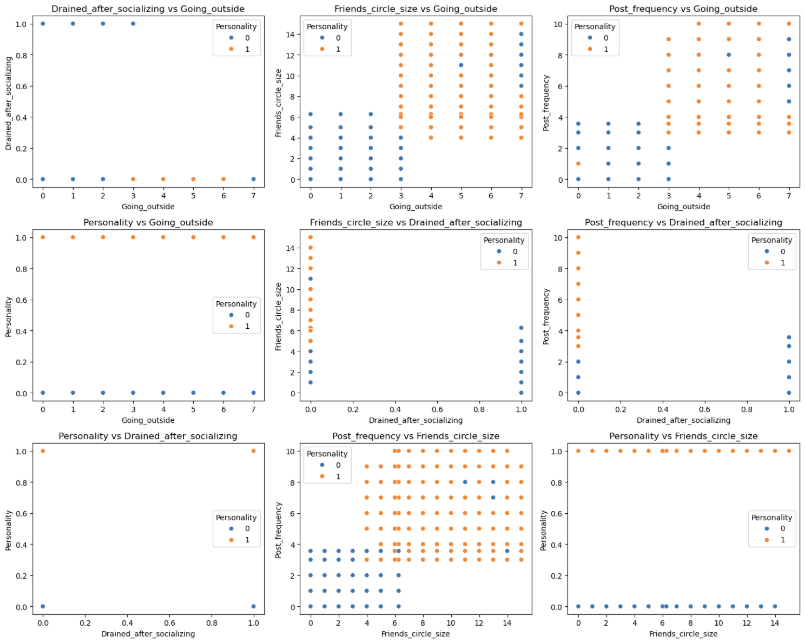 Drained_after_socializing vs Going_outside
Friends_circle_size vs Going_outside
Post_frequency vs Going_outside
Drained_after_socializing
1.0
0.8
0.6
0.4
0.2
0.0
Personality
0
1
0 1 2 3 4 5 6 7
Going_outside
Friends_circle_size
14
12
10
8
6
4
2
0
Personality
0
1
0 1 2 3 4 5 6 7
Going_outside
Post_frequency
10
8
6
4
2
0
Personality
0
1
0 1 2 3 4 5 6 7
Going_outside
Personality vs Going_outside
Friends_circle_size vs Drained_after_socializing
Post_frequency vs Drained_after_socializing
Personality
1.0
0.8
0.6
0.4
0.2
0.0
Personality
0
1
0 1 2 3 4 5 6 7
Going_outside
Friends_circle_size
14
12
10
8
6
4
2
0
Personality
0
1
0.0 0.2 0.4 0.6 0.8 1.0
Drained_after_socializing
Post_frequency
10
8
6
4
2
0
Personality
0
1
0.0 0.2 0.4 0.6 0.8 1.0
Drained_after_socializing
Personality vs Drained_after_socializing
Post_frequency vs Friends_circle_size
Personality vs Friends_circle_size
Personality
1.0
0.8
0.6
0.4
0.2
0.0
Personality
0
1
0.0 0.2 0.4 0.6 0.8 1.0
Drained_after_socializing
Post_frequency
10
8
6
4
2
0
Personality
0
1
0 2 4 6 8 10 12 14
Friends_circle_size
Personality
1.0
0.8
0.6
0.4
0.2
0.0
Personality
0
1
0 2 4 6 8 10 12 14
Friends_circle_size